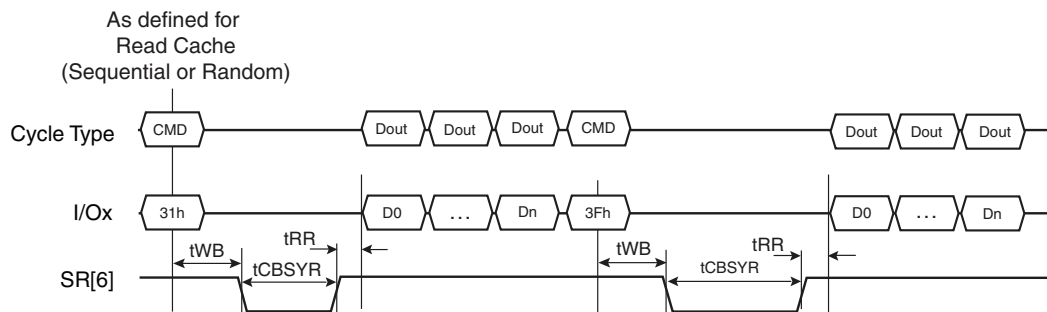 As defined for
Read Cache
(Sequential or Random)
Cycle Type CMD Dout Dout Dout CMD Dout Dout Dout
I/Ox 31h D0 ... Dn 3Fh D0 ... Dn
tWB tRR tWB tRR
SR[6] tCBSYR tCBSYR